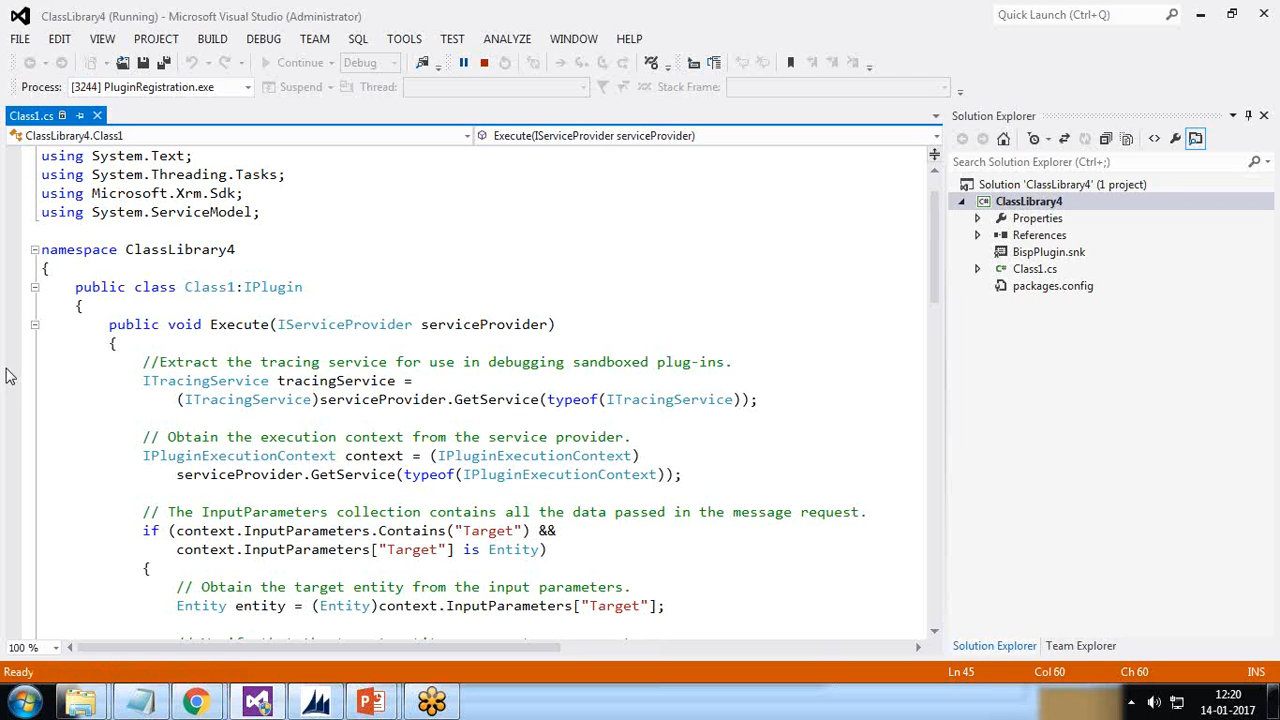 ClassLibrary4 (Running) - Microsoft Visual Studio (Administrator)
Quick Launch (Ctrl+Q)
FILE EDIT VIEW PROJECT BUILD DEBUG TEAM SQL TOOLS TEST ANALYZE WINDOW HELP
Continue Debug
Process: [3244] PluginRegistration.exe Suspend Thread: Stack Frame:
Class1.cs
ClassLibrary4.Class1 Execute(IServiceProvider serviceProvider)
using System.Text;
using System.Threading.Tasks;
using Microsoft.Xrm.Sdk;
using System.ServiceModel;
namespace ClassLibrary4
{
public class Class1:IPlugin
{
public void Execute(IServiceProvider serviceProvider)
{
//Extract the tracing service for use in debugging sandboxed plug-ins.
ITracingService tracingService =
(ITracingService)serviceProvider.GetService(typeof(ITracingService));
// Obtain the execution context from the service provider.
IPluginExecutionContext context = (IPluginExecutionContext)
serviceProvider.GetService(typeof(IPluginExecutionContext));
// The InputParameters collection contains all the data passed in the message request.
if (context.InputParameters.Contains("Target") &&
context.InputParameters["Target"] is Entity)
{
// Obtain the target entity from the input parameters.
Entity entity = (Entity)context.InputParameters["Target"];
100 %
Solution Explorer
Search Solution Explorer (Ctrl+;)
Solution 'ClassLibrary4' (1 project)
ClassLibrary4
Properties
References
BispPlugin.snk
Class1.cs
packages.config
Solution Explorer Team Explorer
Ready Ln 45 Col 60 Ch 60 INS
12:20
14-01-2017